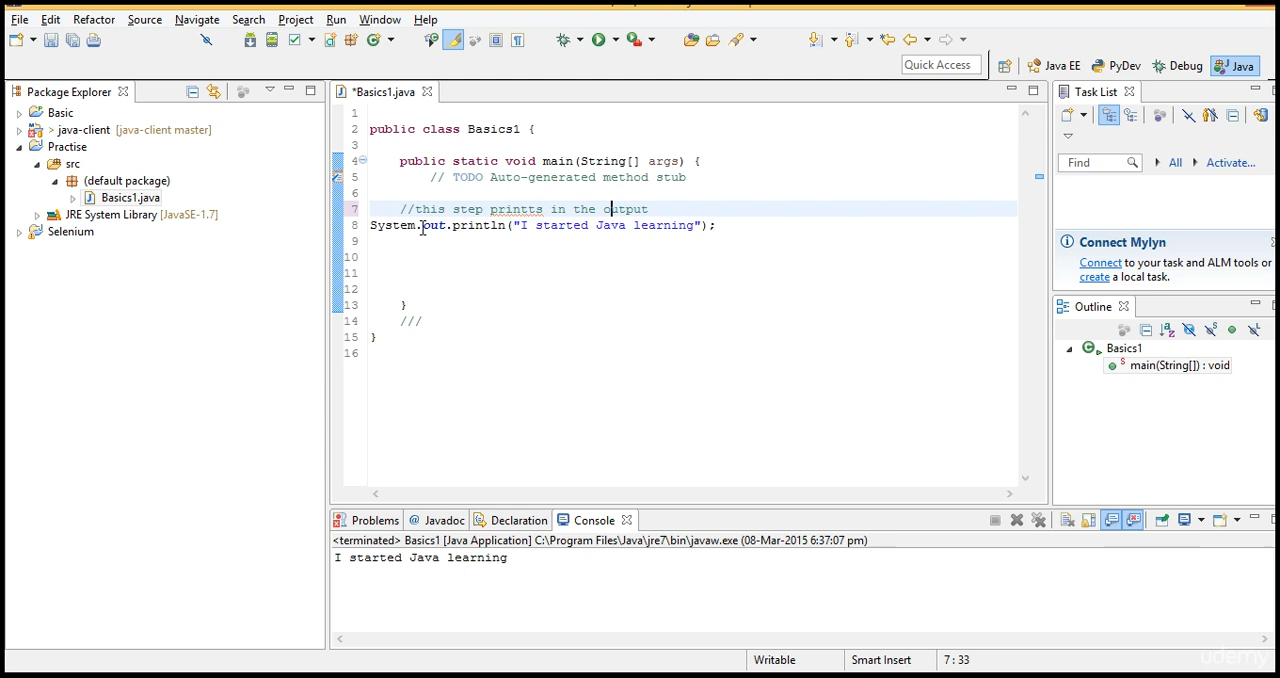 File Edit Refactor Source Navigate Search Project Run Window Help
Quick Access
Java EE PyDev Debug Java
Package Explorer
Basic
> java-client [java-client master]
Practise
src
(default package)
Basics1.java
JRE System Library [JavaSE-1.7]
Selenium
*Basics1.java
1
2 public class Basics1 {
3
4 public static void main(String[] args) {
5 // TODO Auto-generated method stub
6
7 //this step printts in the output
8 System.out.println("I started Java learning");
9
10
11
12
13 }
14 ///
15 }
16
Task List
Find All Activate...
Connect Mylyn
Connect to your task and ALM tools or
create a local task.
Outline
Basics1
main(String[]) : void
Problems @ Javadoc Declaration Console
<terminated> Basics1 [Java Application] C:\Program Files\Java\jre7\bin\javaw.exe (08-Mar-2015 6:37:07 pm)
I started Java learning
Writable Smart Insert 7 : 33
udemy